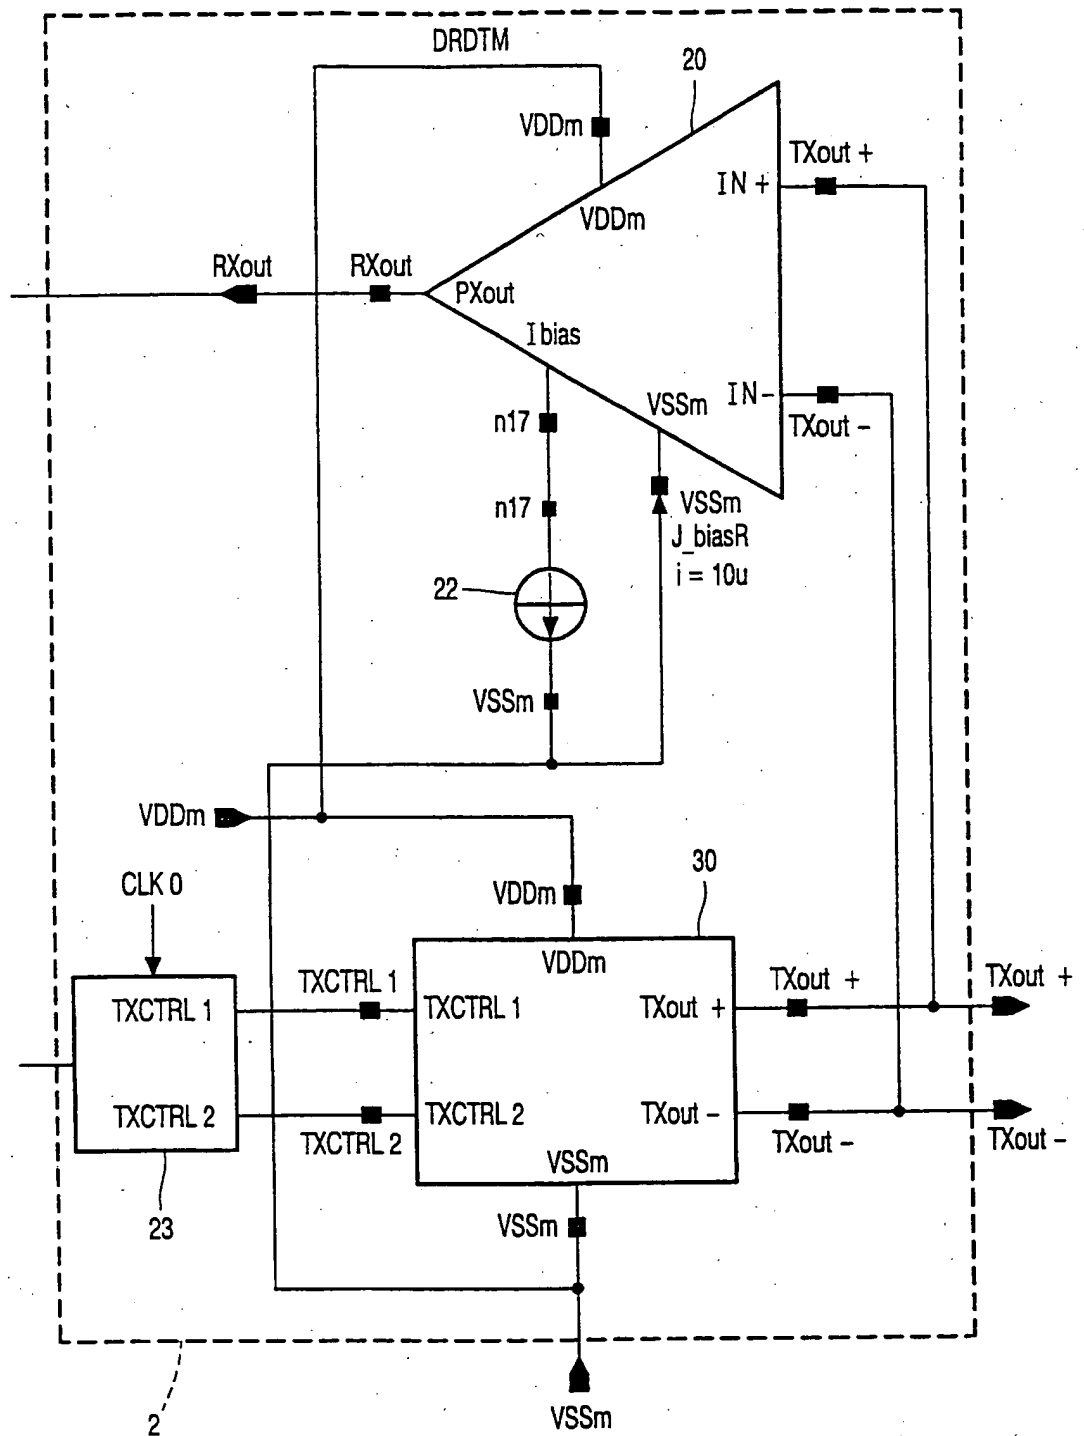 DRDTM
20
VDDm
TXout +
IN +
VDDm
RXout
RXout
PXout
I bias
VSSm
IN -
TXout -
n17
n17
VSSm
J_biasR
i = 10u
22
VSSm
VDDm
30
CLK 0
VDDm
VDDm
TXCTRL 1
TXCTRL 1
TXCTRL 1
TXout +
TXout +
TXout +
TXCTRL 2
TXCTRL 2
TXCTRL 2
TXout -
TXout -
TXout -
VSSm
23
VSSm
2
VSSm